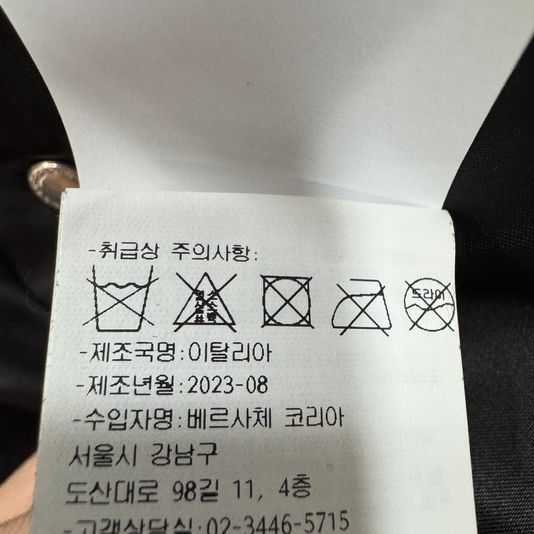 -취급상 주의사항:
드라이
-제조국명:이탈리아
-제조년월:2023-08
-수입자명:베르사체 코리아
서울시 강남구
도산대로 98길 11, 4층
-고객상담실:02-3446-5715